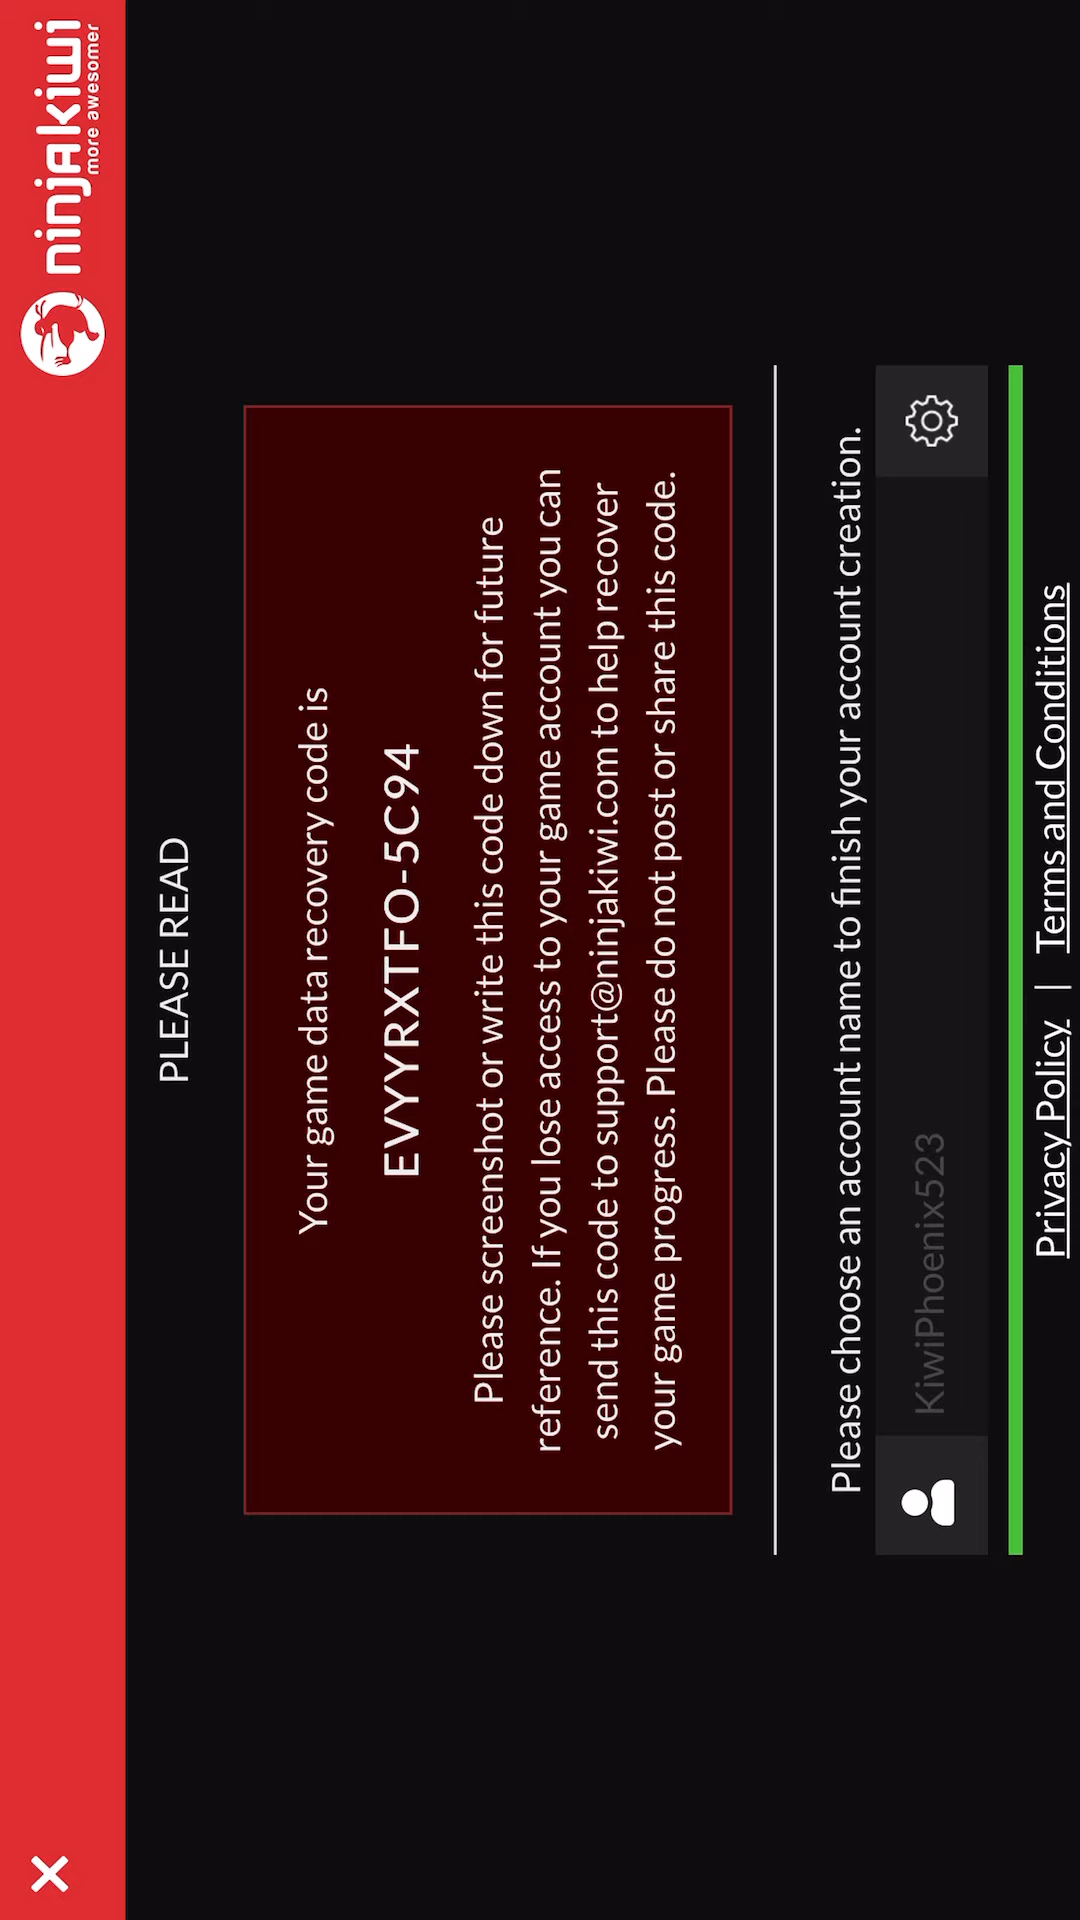 ninjakiwi
more awesomer
PLEASE READ
Your game data recovery code is
EVYYRXTFO-5C94
Please screenshot or write this code down for future
reference. If you lose access to your game account you can
send this code to support@ninjakiwi.com to help recover
your game progress. Please do not post or share this code.
Please choose an account name to finish your account creation.
KiwiPhoenix523
Privacy Policy | Terms and Conditions